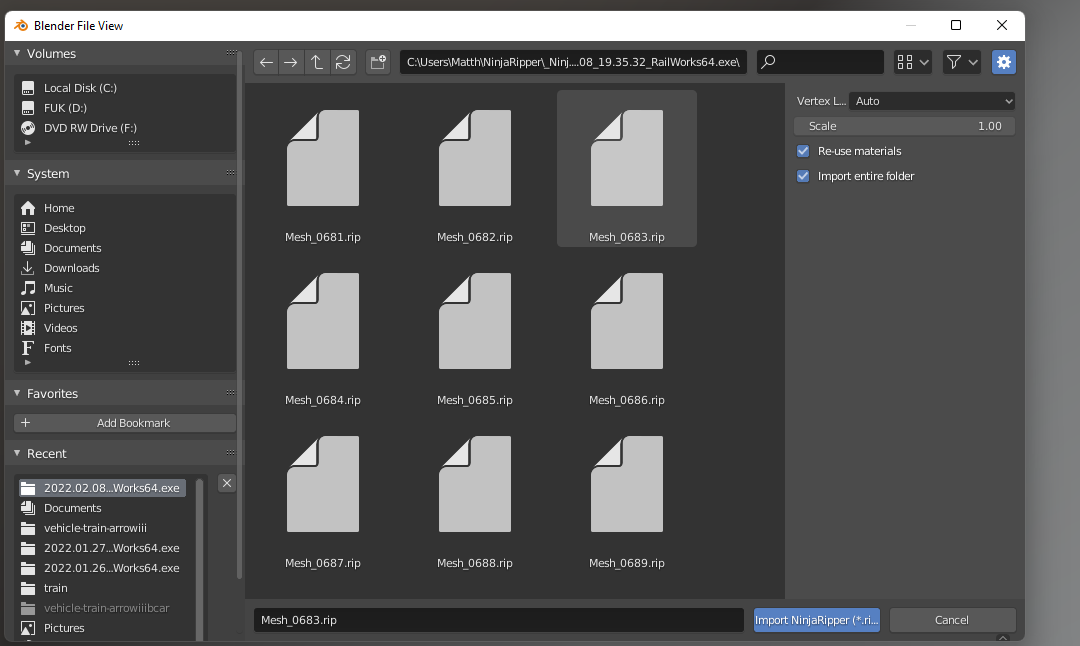 Blender File View
Volumes
Local Disk (C:)
FUK (D:)
DVD RW Drive (F:)
System
Home
Desktop
Documents
Downloads
Music
Pictures
Videos
Fonts
Favorites
Add Bookmark
Recent
2022.02.08...Works64.exe
Documents
vehicle-train-arrowiii
2022.01.27...Works64.exe
2022.01.26...Works64.exe
train
vehicle-train-arrowiiibcar
Pictures
C:\Users\Matth\NinjaRipper\_Ninj....08_19.35.32_RailWorks64.exe\
Mesh_0681.rip
Mesh_0682.rip
Mesh_0683.rip
Mesh_0684.rip
Mesh_0685.rip
Mesh_0686.rip
Mesh_0687.rip
Mesh_0688.rip
Mesh_0689.rip
Vertex L... Auto
Scale 1.00
Re-use materials
Import entire folder
Mesh_0683.rip
Import NinjaRipper (*.ri...
Cancel